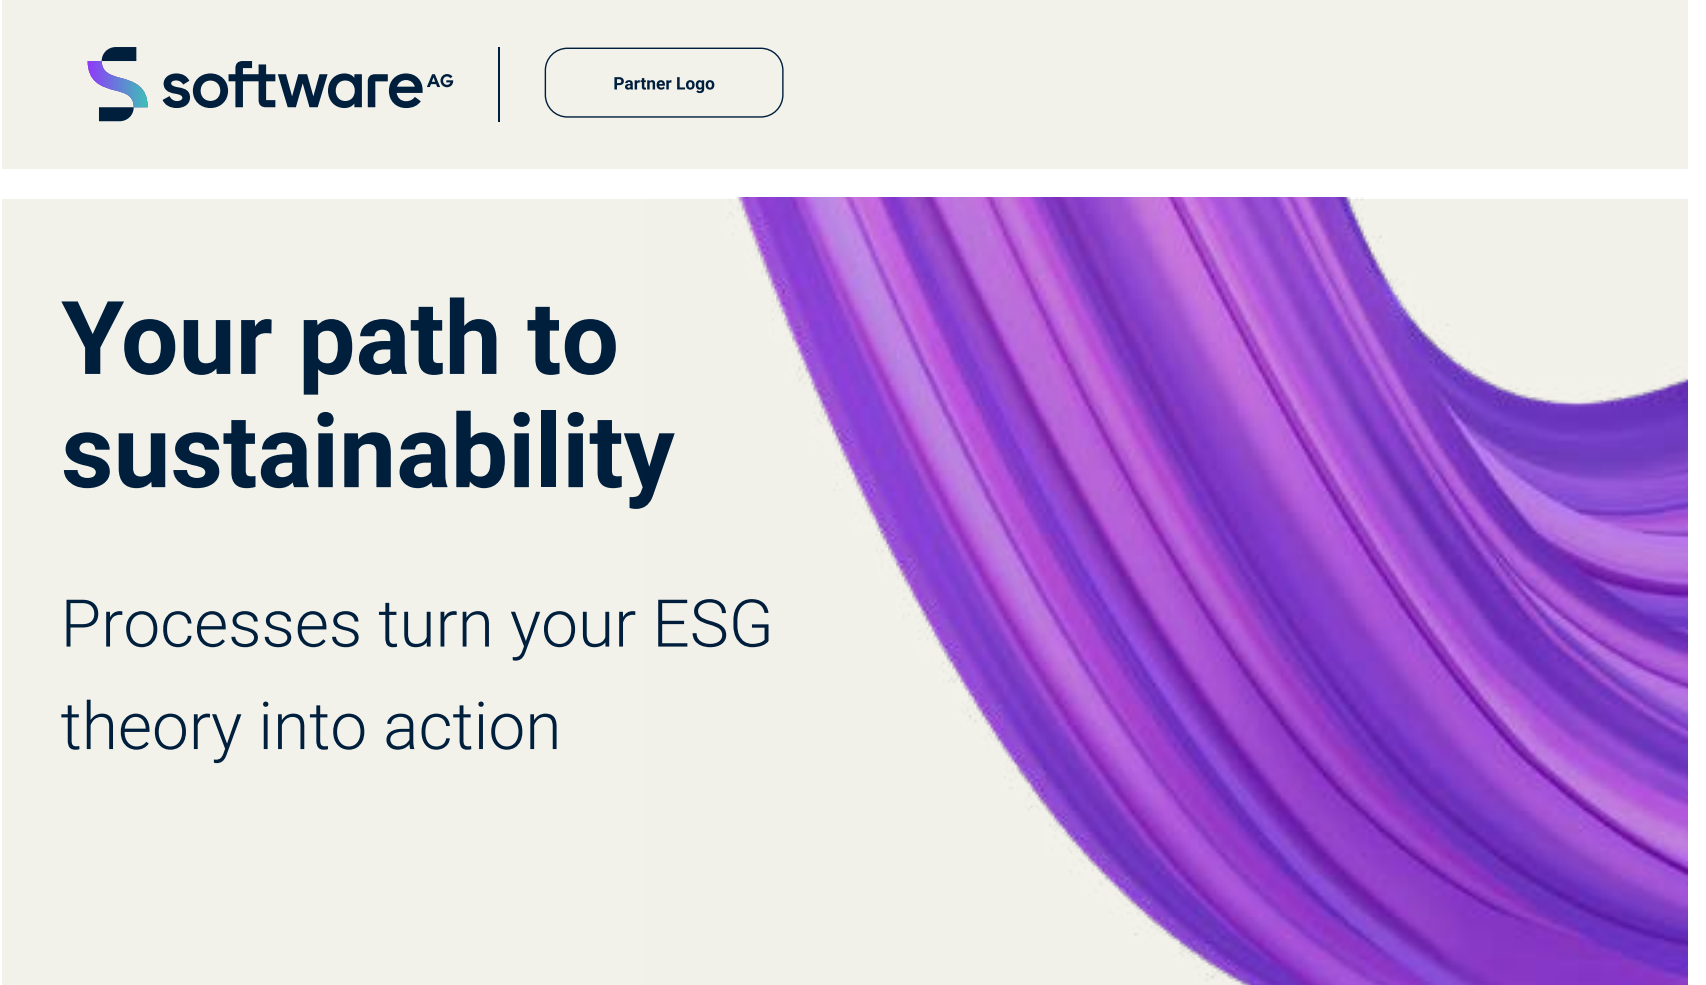 software AG
Partner Logo
Your path to
sustainability
Processes turn your ESG
theory into action